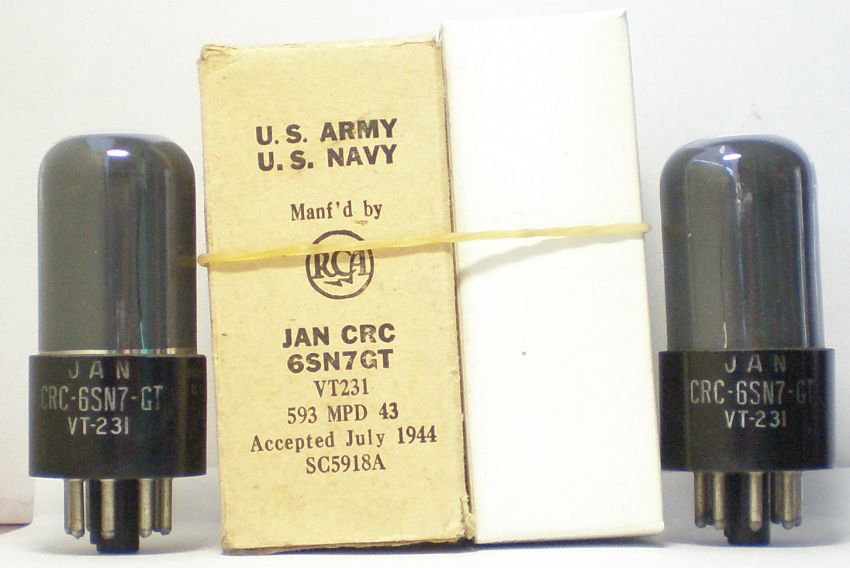 JAN
CRC-6SN7-GT
VT-231
U. S. ARMY
U. S. NAVY
Manf'd by
RCA
JAN CRC
6SN7GT
VT231
593 MPD 43
Accepted July 1944
SC5918A
JAN
CRC-6SN7-GT
VT-231